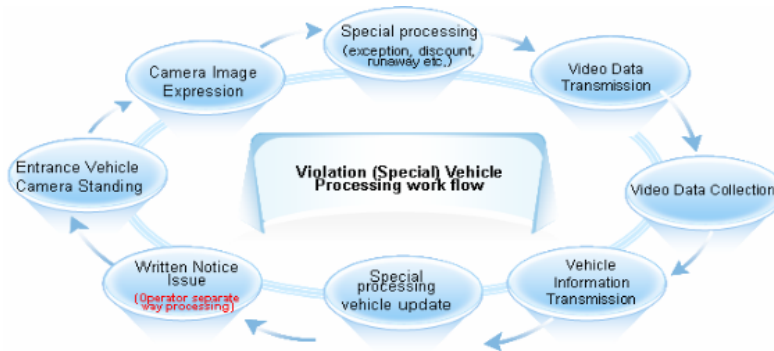 Special processing
(exception, discount,
runaway etc.)
Camera Image
Expression
Video Data
Transmission
Entrance Vehicle
Camera Standing
Violation (Special) Vehicle
Processing work flow
Video Data Collection
Written Notice
Issue
(Operator separate
way processing)
Special
processing
vehicle update
Vehicle
Information
Transmission